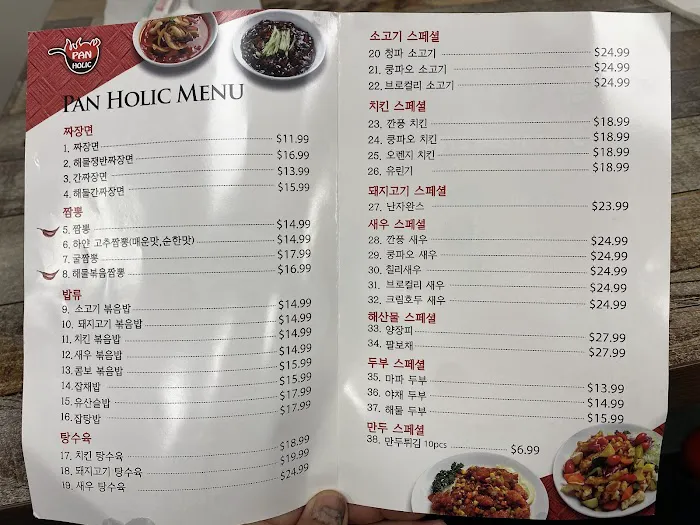 PAN
HOLIC
PAN HOLIC MENU
짜장면
1. 짜장면 $11.99
2. 해물쟁반짜장면 $16.99
3. 간짜장면 $13.99
4. 해물간짜장면 $15.99
짬뽕
5. 짬뽕 $14.99
6. 하얀 고추짬뽕(매운맛,순한맛) $14.99
7. 굴짬뽕 $17.99
8. 해물볶음짬뽕 $16.99
밥류
9. 소고기 볶음밥 $14.99
10. 돼지고기 볶음밥 $14.99
11. 치킨 볶음밥 $14.99
12. 새우 볶음밥 $14.99
13. 콤보 볶음밥 $15.99
14. 잡채밥 $15.99
15. 유산슬밥 $17.99
16. 잡탕밥 $17.99
탕수육
17. 치킨 탕수육 $18.99
18. 돼지고기 탕수육 $19.99
19. 새우 탕수육 $24.99
소고기 스페셜
20 청파 소고기 $24.99
21. 쿵파오 소고기 $24.99
22. 브로컬리 소고기 $24.99
치킨 스페셜
23. 깐풍 치킨 $18.99
24. 쿵파오 치킨 $18.99
25. 오렌지 치킨 $18.99
26. 유린기 $18.99
돼지고기 스페셜
27. 난자완스 $23.99
새우 스페셜
28. 깐풍 새우 $24.99
29. 쿵파오 새우 $24.99
30. 칠리새우 $24.99
31. 브로컬리 새우 $24.99
32. 크림호두 새우 $24.99
해산물 스페셜
33. 양장피 $27.99
34. 팔보채 $27.99
두부 스페셜
35. 마파 두부 $13.99
36. 야채 두부 $14.99
37. 해물 두부 $15.99
만두 스페셜
38. 만두튀김 10pcs $6.99